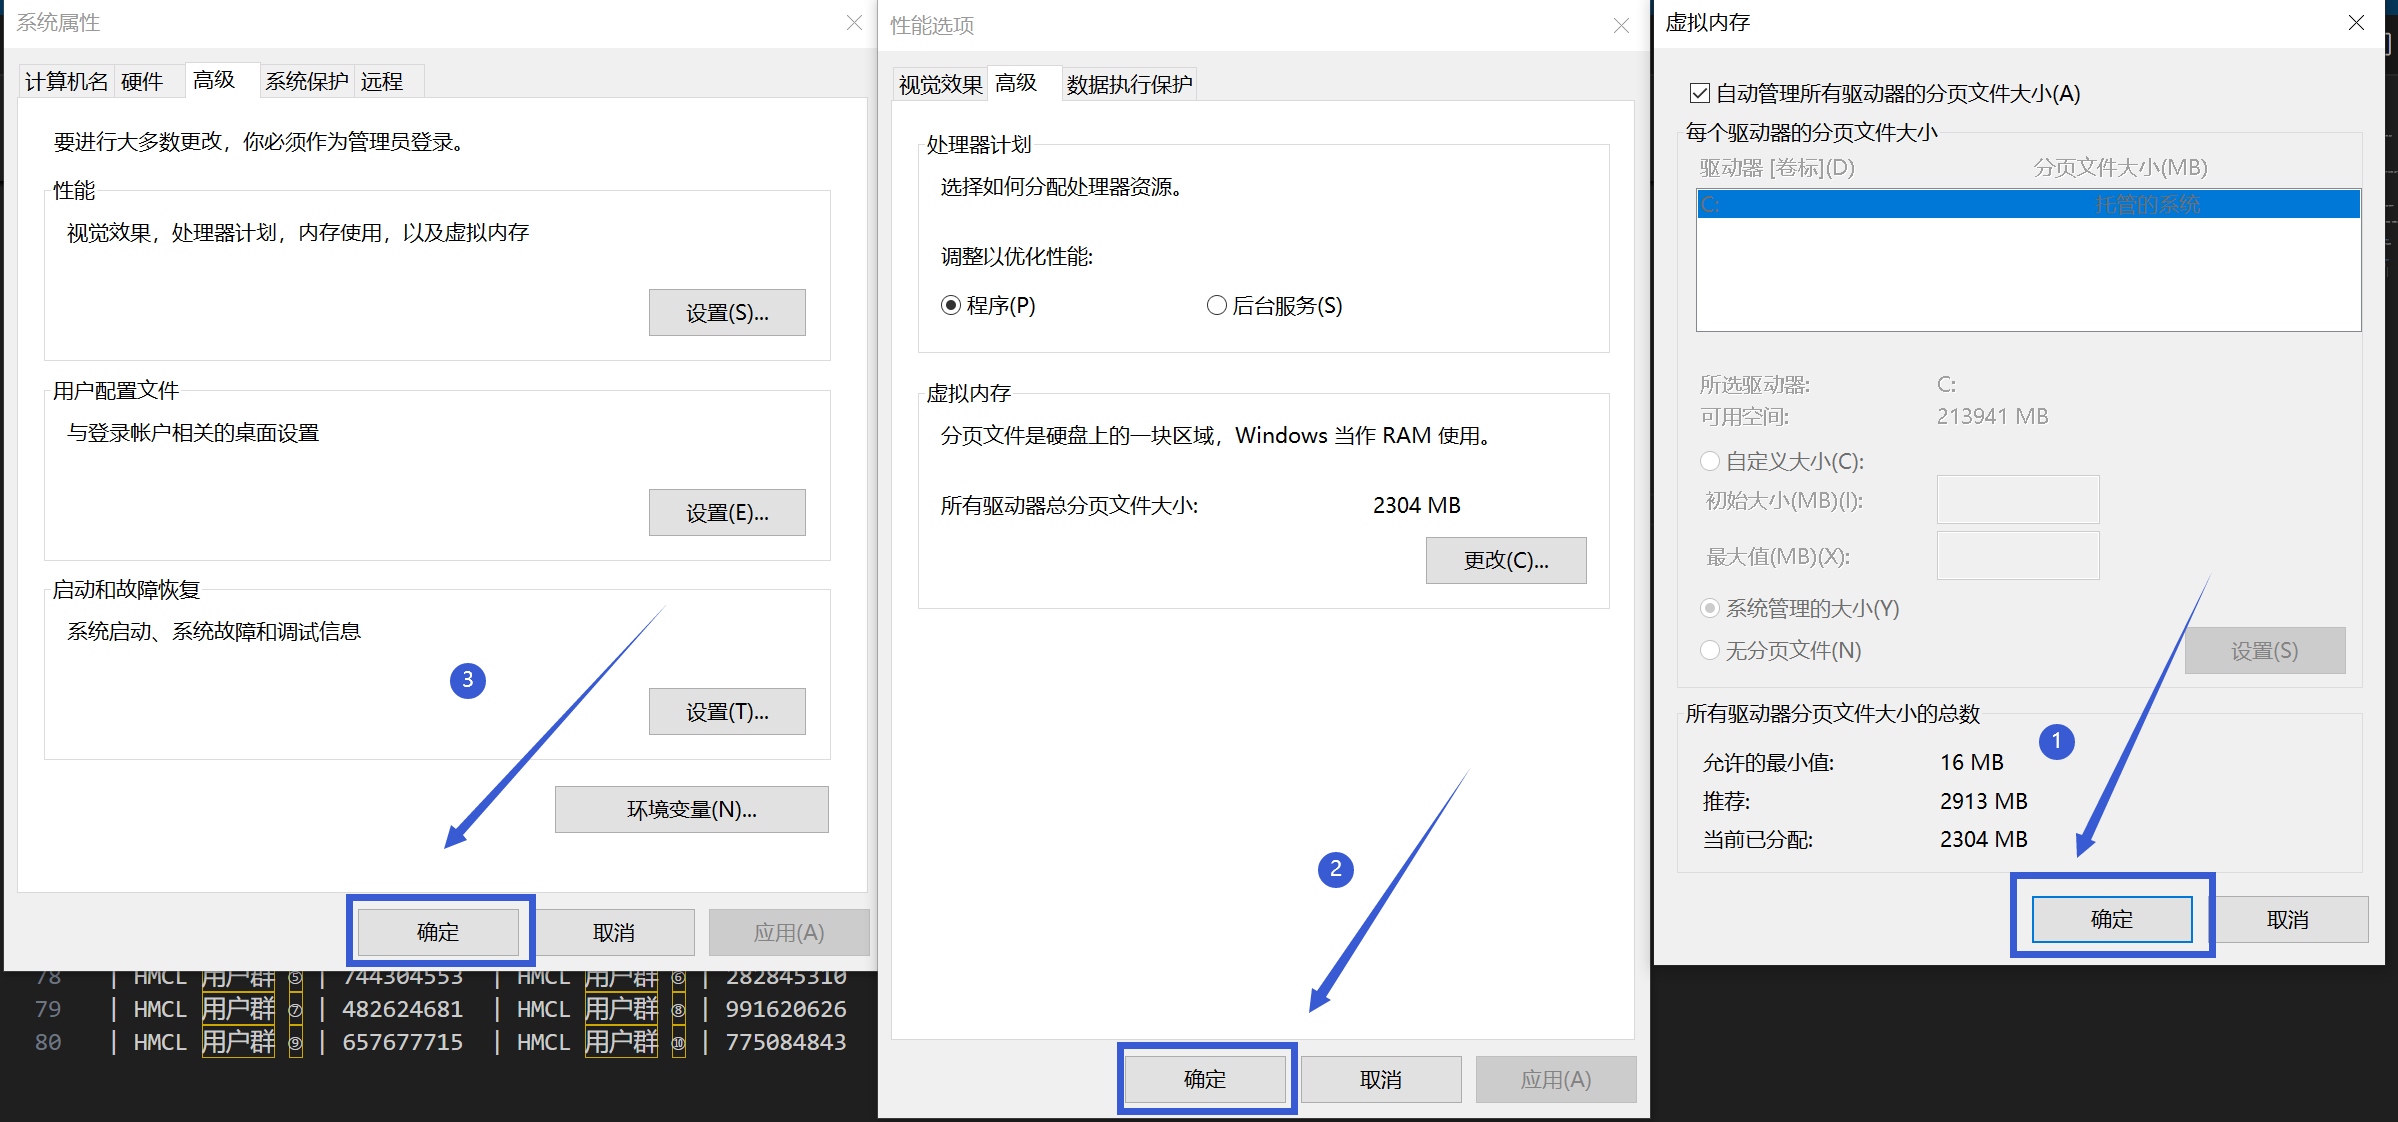 系统属性
计算机名 硬件 高级 系统保护 远程
要进行大多数更改，你必须作为管理员登录。
性能
视觉效果，处理器计划，内存使用，以及虚拟内存
设置(S)...
用户配置文件
与登录帐户相关的桌面设置
设置(E)...
启动和故障恢复
系统启动、系统故障和调试信息
3
设置(T)...
环境变量(N)...
确定 取消 应用(A)
78 | HMCL 用户群 ⑤ | 744304553 | HMCL 用户群 ⑥ | 282845310
79 | HMCL 用户群 ⑦ | 482624681 | HMCL 用户群 ⑧ | 991620626
80 | HMCL 用户群 ⑨ | 657677715 | HMCL 用户群 ⑩ | 775084843
性能选项
视觉效果 高级 数据执行保护
处理器计划
选择如何分配处理器资源。
调整以优化性能:
程序(P) 后台服务(S)
虚拟内存
分页文件是硬盘上的一块区域，Windows 当作 RAM 使用。
所有驱动器总分页文件大小: 2304 MB
更改(C)...
2
确定 取消 应用(A)
虚拟内存
自动管理所有驱动器的分页文件大小(A)
每个驱动器的分页文件大小
驱动器 [卷标](D) 分页文件大小(MB)
C: 托管的系统
所选驱动器: C:
可用空间: 213941 MB
自定义大小(C):
初始大小(MB)(I):
最大值(MB)(X):
系统管理的大小(Y)
无分页文件(N) 设置(S)
所有驱动器分页文件大小的总数
1
允许的最小值: 16 MB
推荐: 2913 MB
当前已分配: 2304 MB
确定 取消